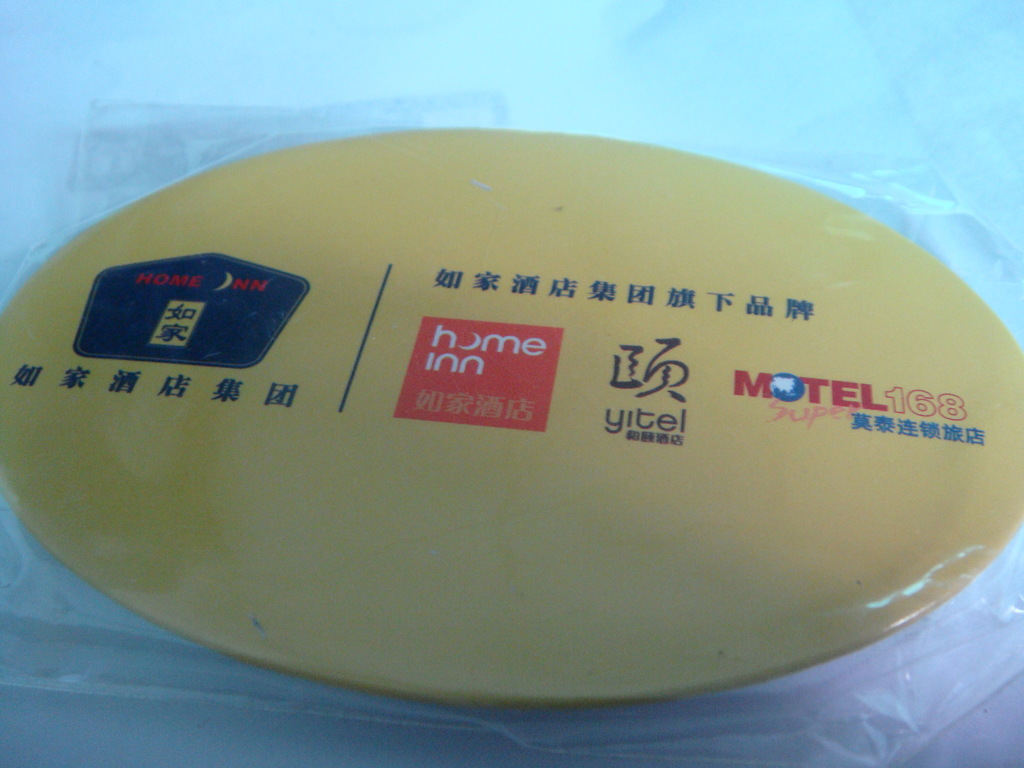 HOME INN
如家
如家酒店集团
如家酒店集团旗下品牌
home
inn
如家酒店
颐
yitel
和颐酒店
MOTEL168
Super
莫泰连锁旅店